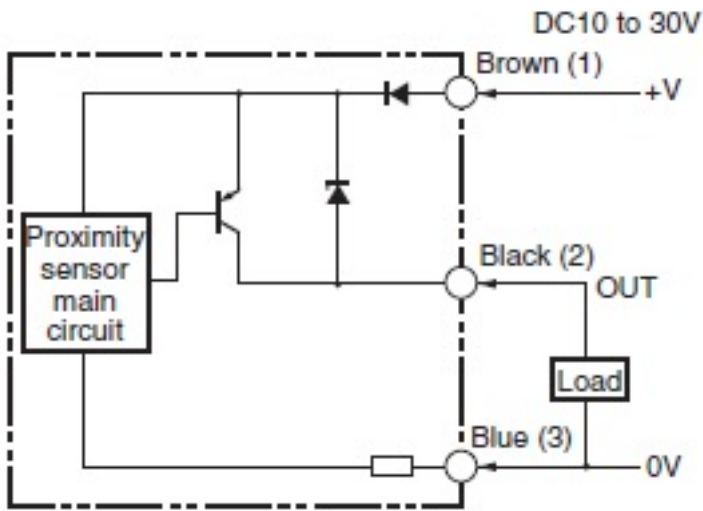 DC10 to 30V
Brown (1)
+V
Proximity
sensor
main
circuit
Black (2)
OUT
Load
Blue (3)
0V